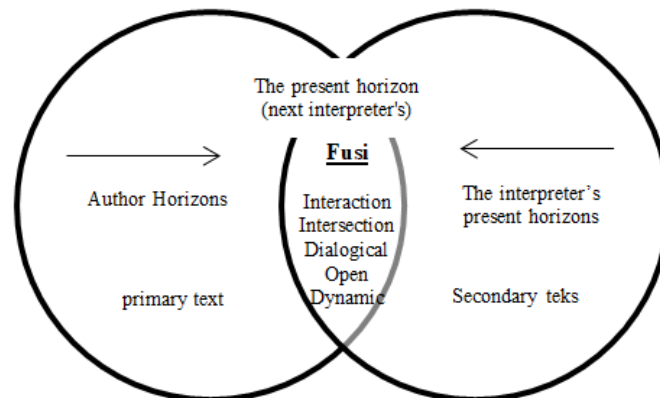 The present horizon
(next interpreter's)
Fusi
Author Horizons
primary text
Interaction
Intersection
Dialogical
Open
Dynamic
The interpreter’s
present horizons
Secondary teks